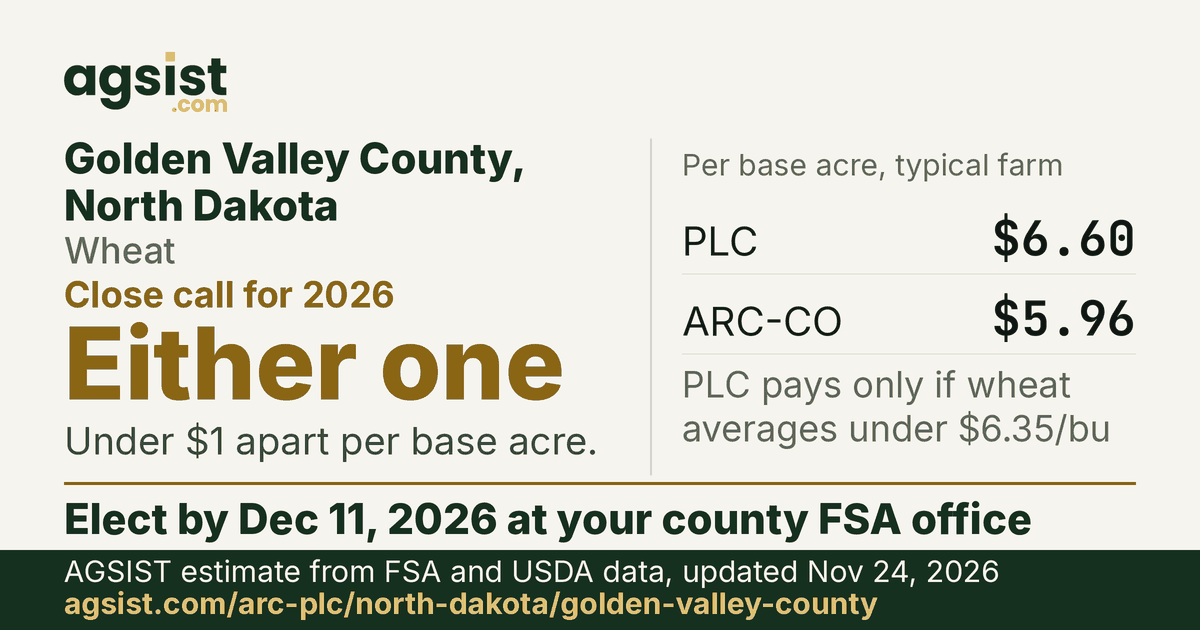 agsist
.com
Golden Valley County,
North Dakota
Wheat
Close call for 2026
Either one
Under $1 apart per base acre.
Per base acre, typical farm
PLC $6.60
ARC-CO $5.96
PLC pays only if wheat
averages under $6.35/bu
Elect by Dec 11, 2026 at your county FSA office
AGSIST estimate from FSA and USDA data, updated Nov 24, 2026
agsist.com/arc-plc/north-dakota/golden-valley-county